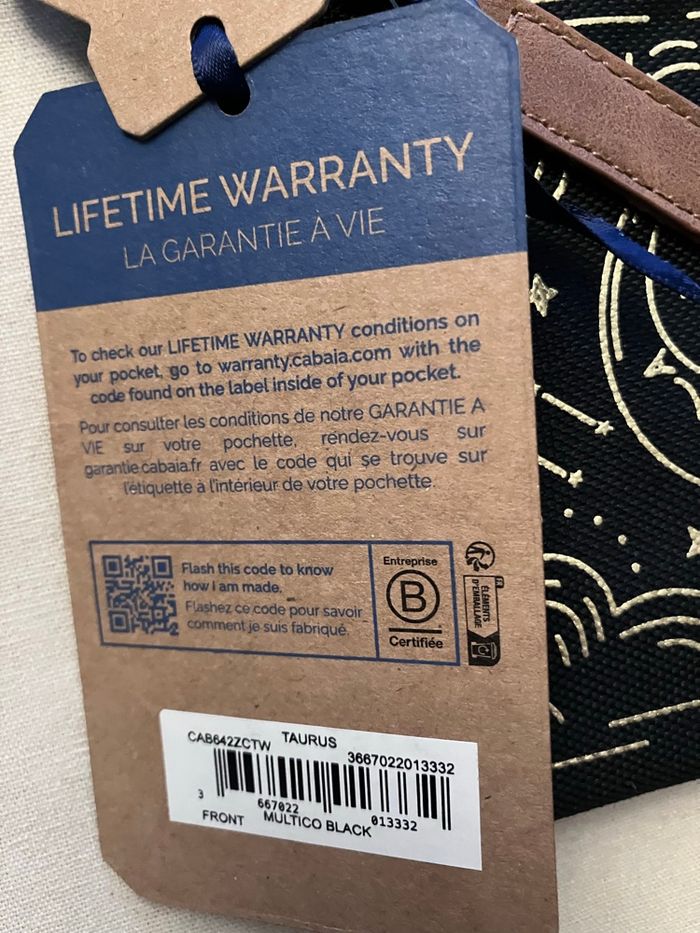 LIFETIME WARRANTY
LA GARANTIE À VIE
To check our LIFETIME WARRANTY conditions on
your pocket, go to warranty.cabaia.com with the
code found on the label inside of your pocket.
Pour consulter les conditions de notre GARANTIE A
VIE sur votre pochette, rendez-vous sur
garantie.cabaia.fr avec le code qui se trouve sur
l'étiquette à l'intérieur de votre pochette.
Flash this code to know
how I am made.
Flashez ce code pour savoir
comment je suis fabriqué.
Entreprise
B
Certifiée
FR
ÉLÉMENTS
D'EMBALLAGE
CAB642ZCTW TAURUS
3667022013332
3 667022 013332
FRONT MULTICO BLACK